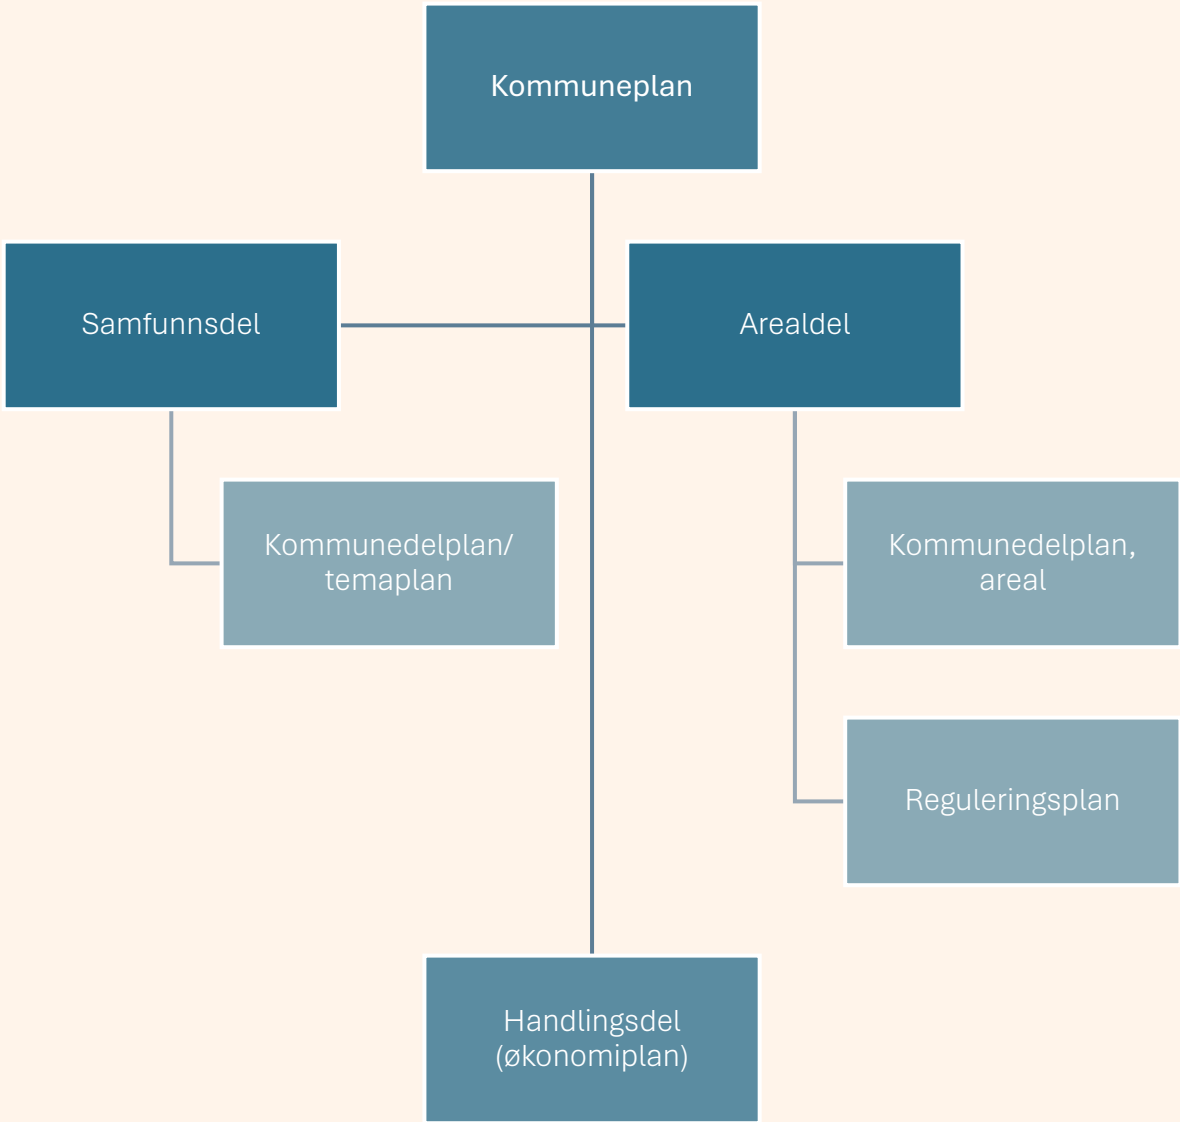 Kommuneplan
Samfunnsdel
Arealdel
Kommunedelplan/
temaplan
Kommunedelplan,
areal
Reguleringsplan
Handlingsdel
(økonomiplan)